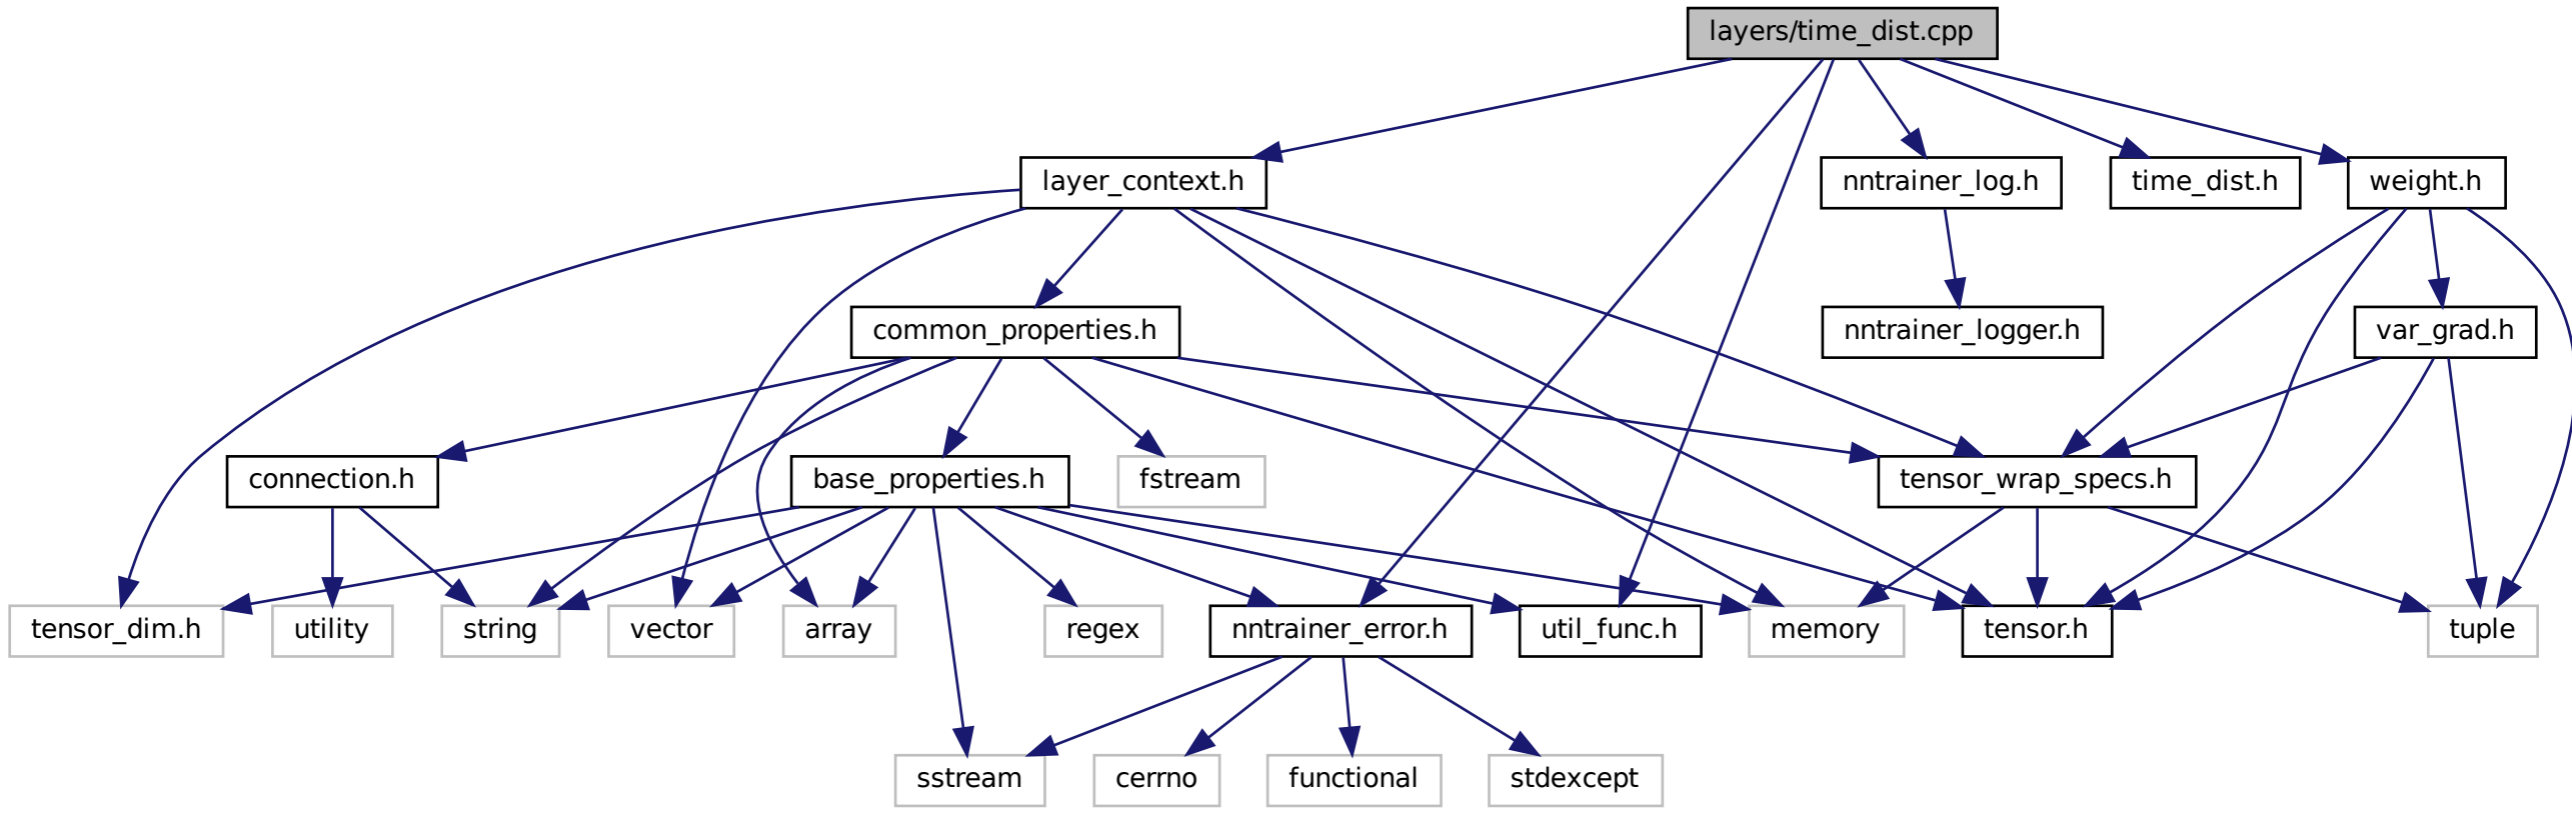 layers/time_dist.cpp
layer_context.h
nntrainer_log.h
time_dist.h
weight.h
common_properties.h
nntrainer_logger.h
var_grad.h
connection.h
base_properties.h
fstream
tensor_wrap_specs.h
tensor_dim.h
utility
string
vector
array
regex
nntrainer_error.h
util_func.h
memory
tensor.h
tuple
sstream
cerrno
functional
stdexcept